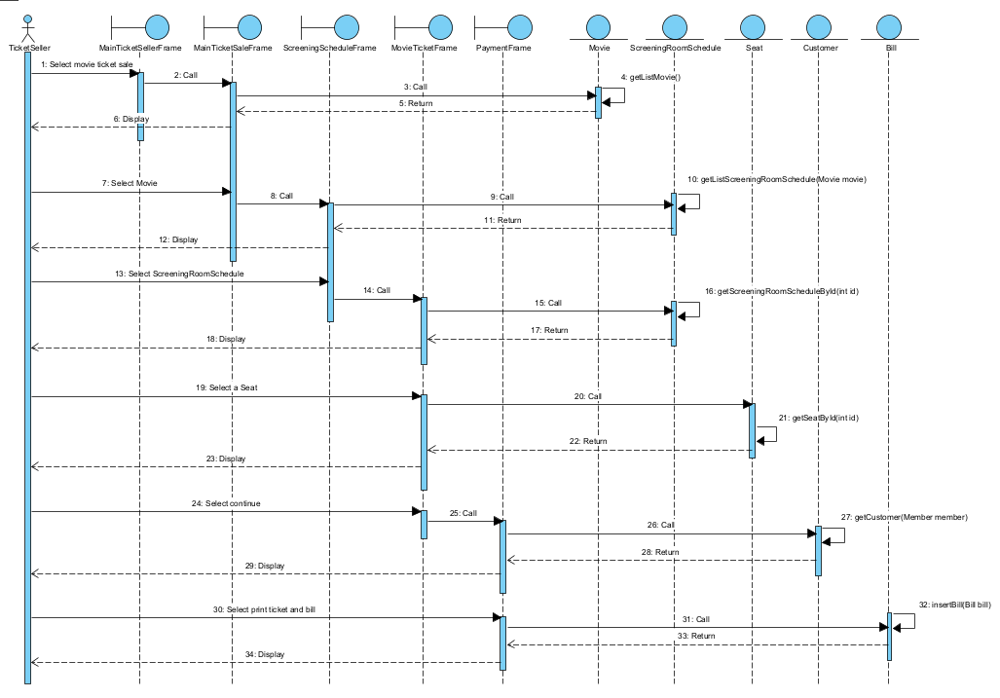 TicketSeller
MainTicketSellerFrame
MainTicketSaleFrame
ScreeningScheduleFrame
MovieTicketFrame
PaymentFrame
Movie
ScreeningRoomSchedule
Seat
Customer
Bill
1: Select movie ticket sale
2: Call
3: Call
4: getListMovie()
5: Return
6: Display
7: Select Movie
8: Call
9: Call
10: getListScreeningRoomSchedule(Movie movie)
11: Return
12: Display
13: Select ScreeningRoomSchedule
14: Call
15: Call
16: getScreeningRoomScheduleById(int id)
17: Return
18: Display
19: Select a Seat
20: Call
21: getSeatById(int id)
22: Return
23: Display
24: Select continue
25: Call
26: Call
27: getCustomer(Member member)
28: Return
29: Display
30: Select print ticket and bill
31: Call
32: insertBill(Bill bill)
33: Return
34: Display